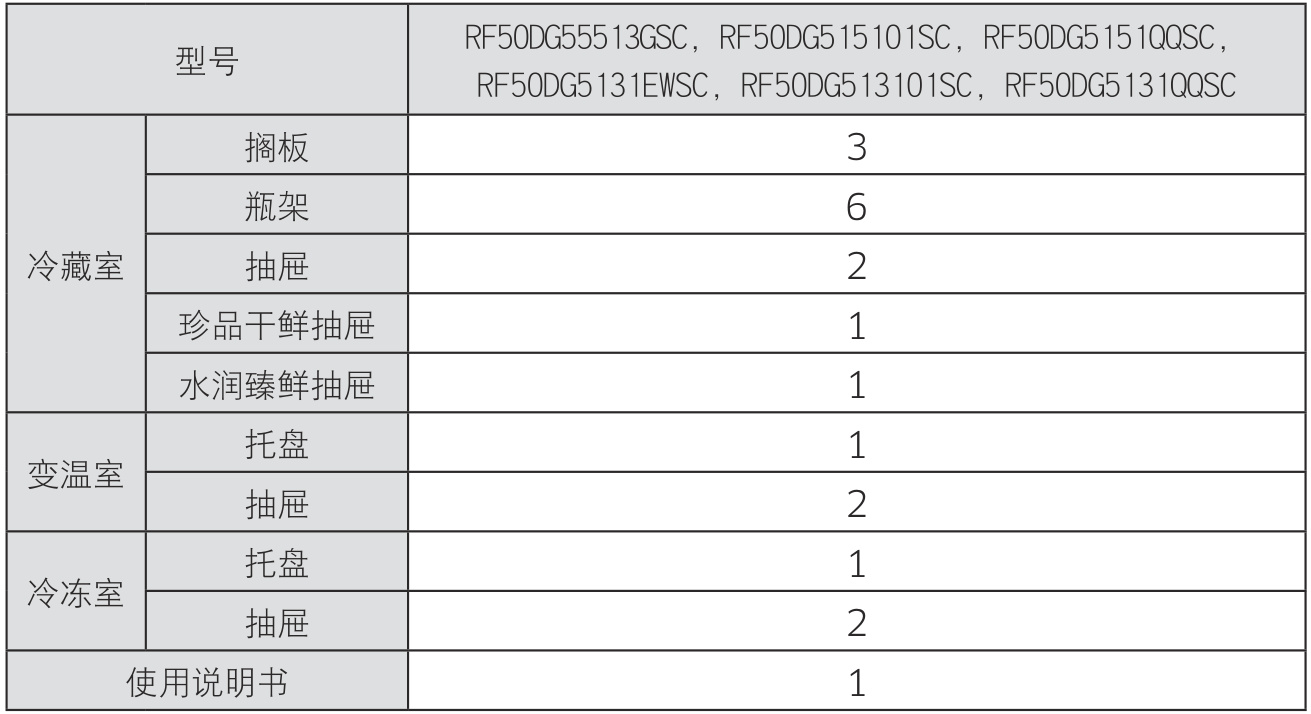 型号
RF50DG55513GSC, RF50DG515101SC, RF50DG5151QQSC,
RF50DG5131EWSC, RF50DG513101SC, RF50DG5131QQSC
冷藏室
搁板 3
瓶架 6
抽屉 2
珍品干鲜抽屉 1
水润臻鲜抽屉 1
变温室
托盘 1
抽屉 2
冷冻室
托盘 1
抽屉 2
使用说明书 1